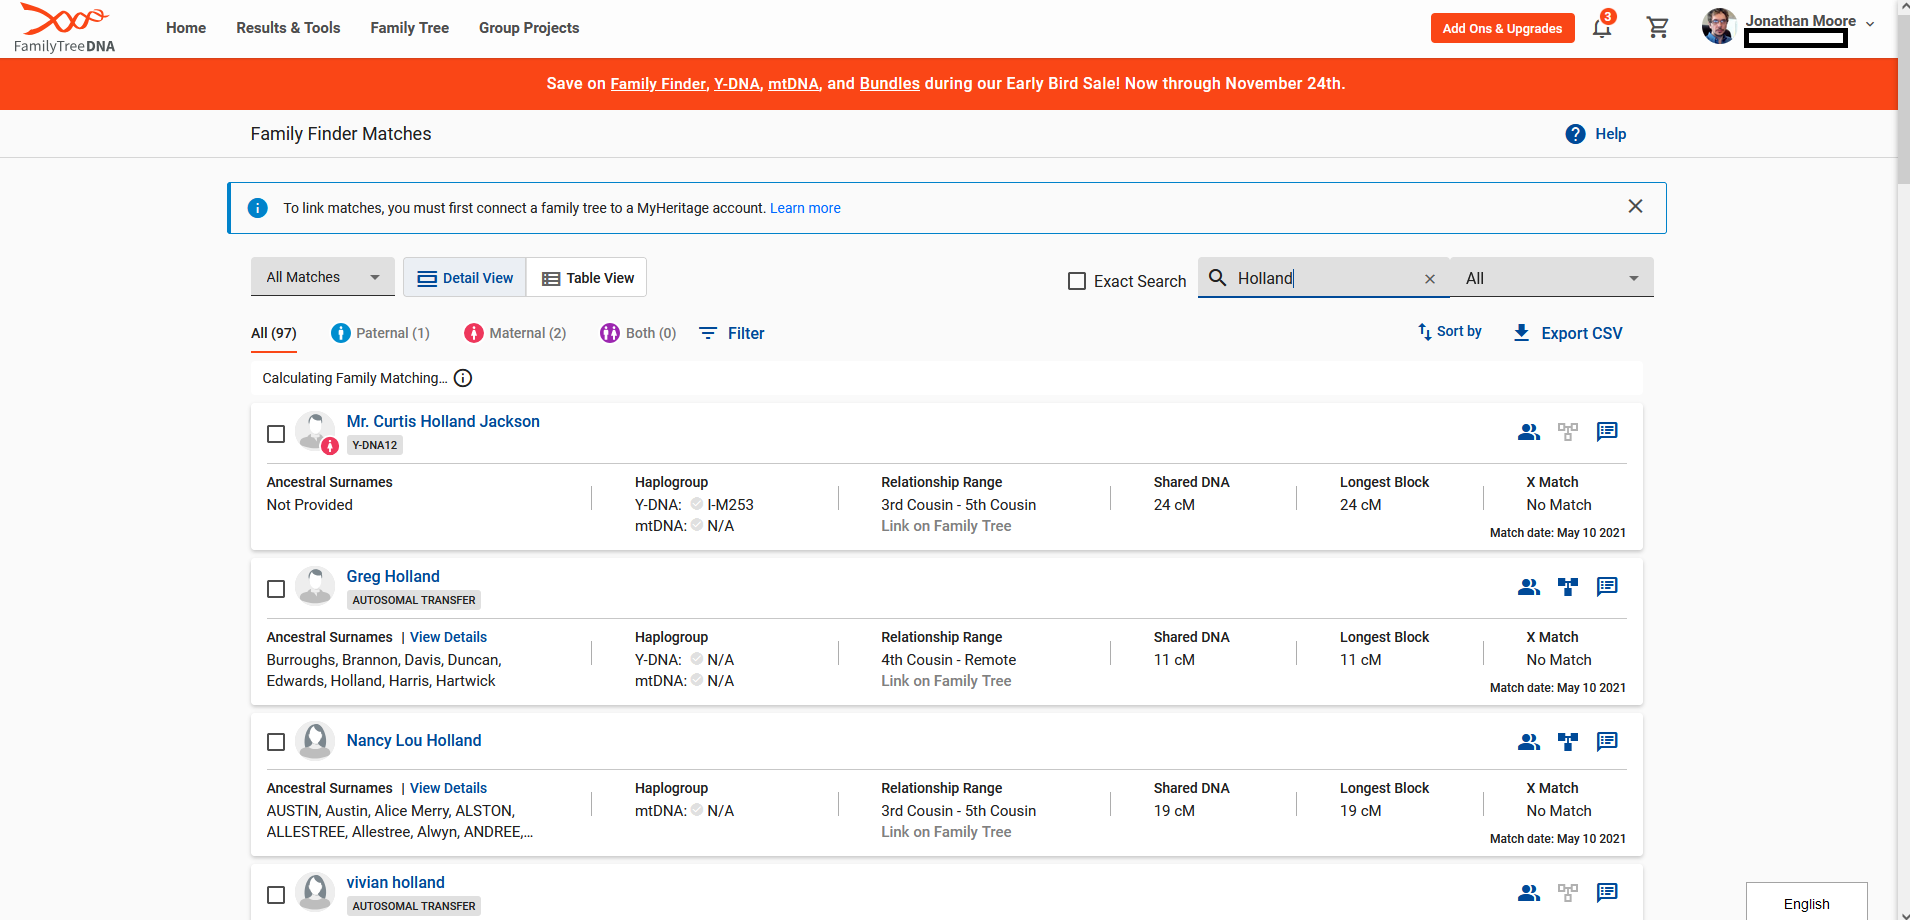 FamilyTreeDNA
Home
Results & Tools
Family Tree
Group Projects
Add Ons & Upgrades
3
Jonathan Moore
Save on Family Finder, Y-DNA, mtDNA, and Bundles during our Early Bird Sale! Now through November 24th.
Family Finder Matches
Help
To link matches, you must first connect a family tree to a MyHeritage account. Learn more
All Matches
Detail View
Table View
Exact Search
Holland
All
All (97)
Paternal (1)
Maternal (2)
Both (0)
Filter
Sort by
Export CSV
Calculating Family Matching...
Mr. Curtis Holland Jackson
Y-DNA12
Ancestral Surnames
Not Provided
Haplogroup
Y-DNA: I-M253
mtDNA: N/A
Relationship Range
3rd Cousin - 5th Cousin
Link on Family Tree
Shared DNA
24 cM
Longest Block
24 cM
X Match
No Match
Match date: May 10 2021
Greg Holland
AUTOSOMAL TRANSFER
Ancestral Surnames | View Details
Burroughs, Brannon, Davis, Duncan,
Edwards, Holland, Harris, Hartwick
Haplogroup
Y-DNA: N/A
mtDNA: N/A
Relationship Range
4th Cousin - Remote
Link on Family Tree
Shared DNA
11 cM
Longest Block
11 cM
X Match
No Match
Match date: May 10 2021
Nancy Lou Holland
Ancestral Surnames | View Details
AUSTIN, Austin, Alice Merry, ALSTON,
ALLESTREE, Allestree, Alwyn, ANDREE,...
Haplogroup
mtDNA: N/A
Relationship Range
3rd Cousin - 5th Cousin
Link on Family Tree
Shared DNA
19 cM
Longest Block
19 cM
X Match
No Match
Match date: May 10 2021
vivian holland
AUTOSOMAL TRANSFER
English